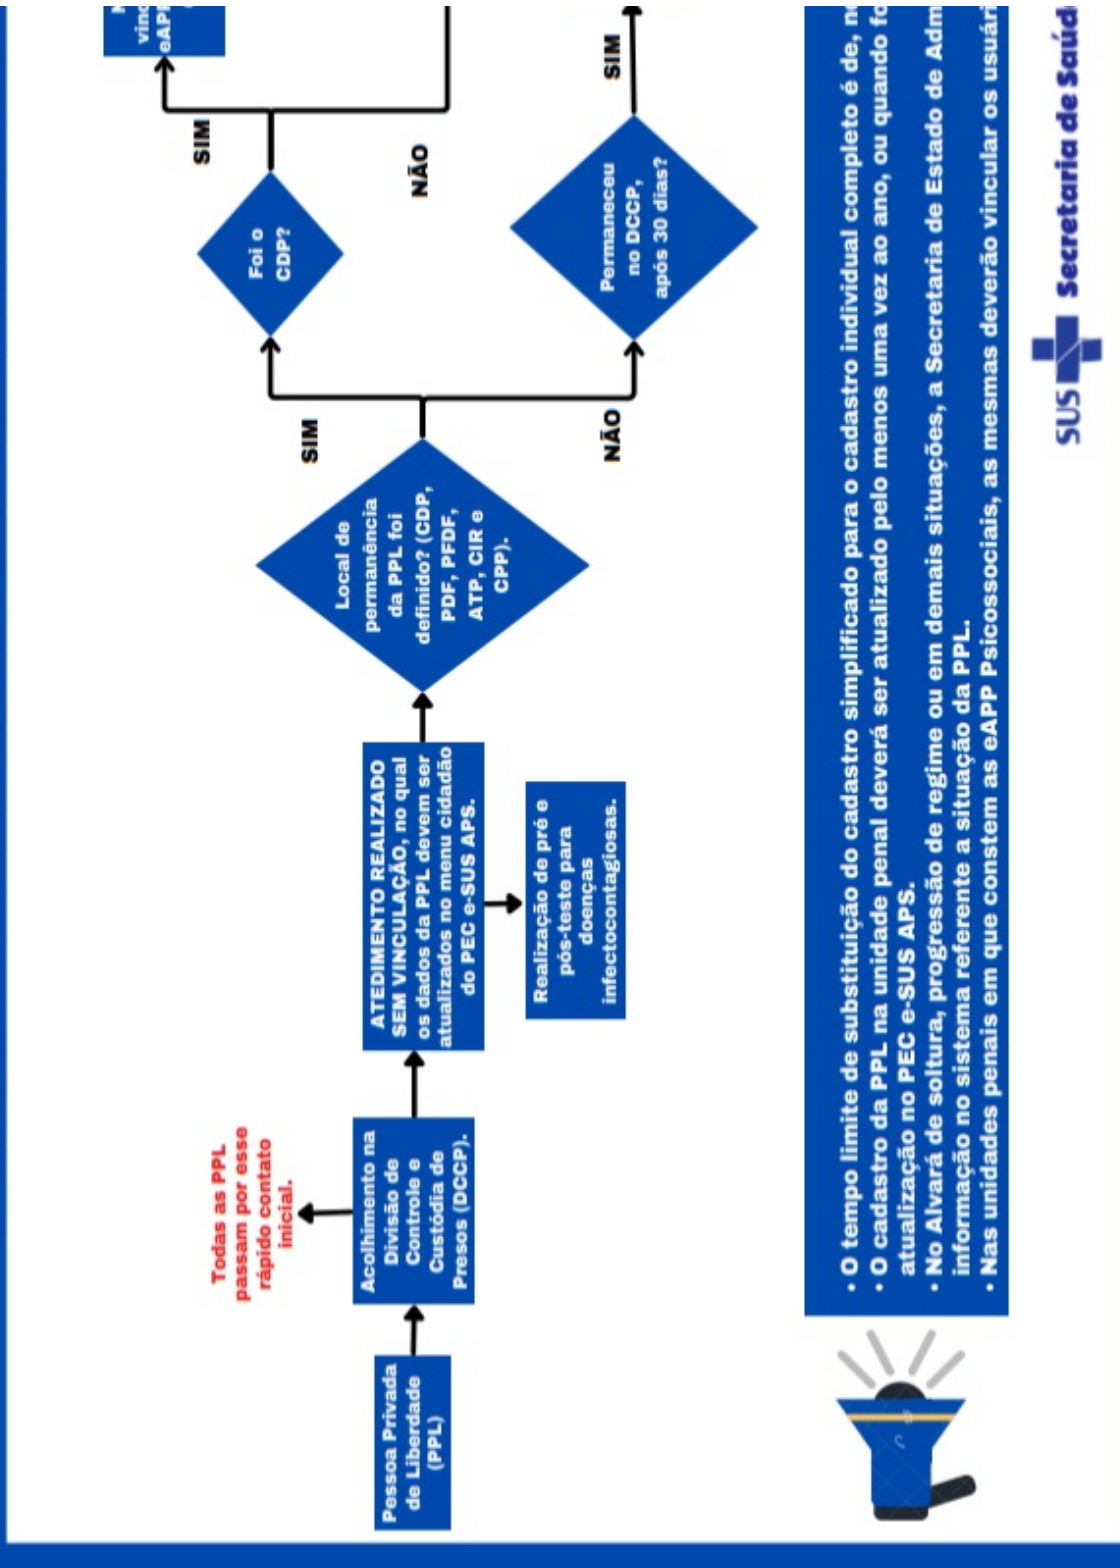 Pessoa Privada
de Liberdade
(PPL)
Todas as PPL
passam por esse
rápido contato
inicial.
Acolhimento na
Divisão de
Controle e
Custódia de
Presos (DCCP).
ATEDIMENTO REALIZADO
SEM VINCULAÇÃO, no qual
os dados da PPL devem ser
atualizados no menu cidadão
do PEC e-SUS APS.
Realização de pré e
pós-teste para
doenças
infectocontagiosas.
Local de
permanência
da PPL foi
definido? (CDP,
PDF, PFDF,
ATP, CIR e
CPP).
SIM
NÃO
Foi o
CDP?
SIM
NÃO
Permaneceu
no DCCP,
após 30 dias?
SIM
• O tempo limite de substituição do cadastro simplificado para o cadastro individual completo é de,
• O cadastro da PPL na unidade penal deverá ser atualizado pelo menos uma vez ao ano, ou quando
atualização no PEC e-SUS APS.
• No Alvará de soltura, progressão de regime ou em demais situações, a Secretaria de Estado de
informação no sistema referente a situação da PPL.
• Nas unidades penais em que constem as eAPP Psicossociais, as mesmas deverão vincular os
SUS Secretaria de